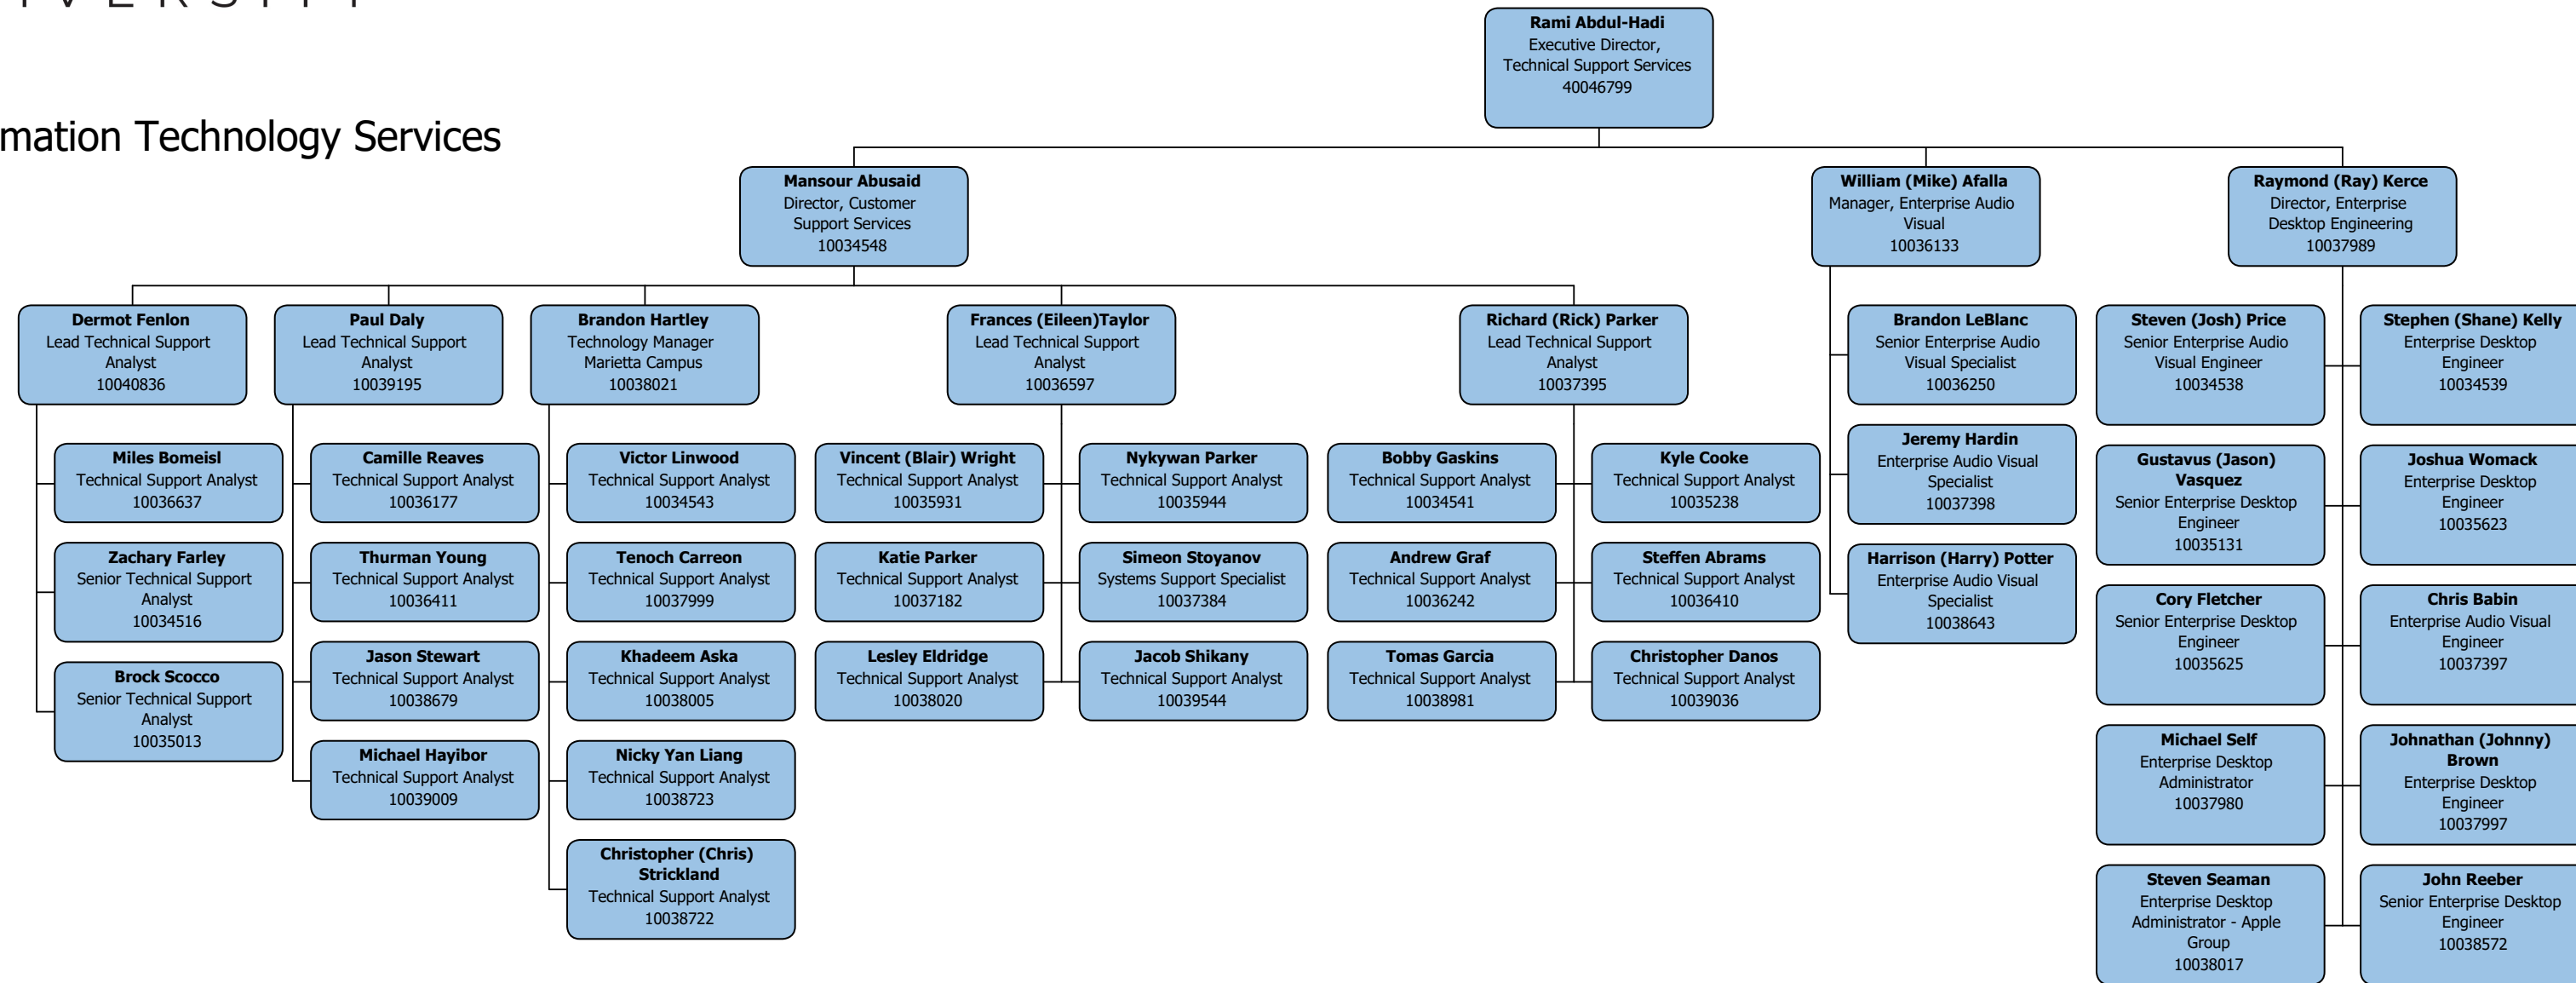 mation Technology Services
Rami Abdul-Hadi
Executive Director,
Technical Support Services
40046799
Mansour Abusaid
Director, Customer
Support Services
10034548
William (Mike) Afalla
Manager, Enterprise Audio
Visual
10036133
Raymond (Ray) Kerce
Director, Enterprise
Desktop Engineering
10037989
Dermot Fenlon
Lead Technical Support
Analyst
10040836
Paul Daly
Lead Technical Support
Analyst
10039195
Brandon Hartley
Technology Manager
Marietta Campus
10038021
Frances (Eileen)Taylor
Lead Technical Support
Analyst
10036597
Richard (Rick) Parker
Lead Technical Support
Analyst
10037395
Brandon LeBlanc
Senior Enterprise Audio
Visual Specialist
10036250
Steven (Josh) Price
Senior Enterprise Audio
Visual Engineer
10034538
Stephen (Shane) Kelly
Enterprise Desktop
Engineer
10034539
Miles Bomeisl
Technical Support Analyst
10036637
Camille Reaves
Technical Support Analyst
10036177
Victor Linwood
Technical Support Analyst
10034543
Vincent (Blair) Wright
Technical Support Analyst
10035931
Nykywan Parker
Technical Support Analyst
10035944
Bobby Gaskins
Technical Support Analyst
10034541
Kyle Cooke
Technical Support Analyst
10035238
Jeremy Hardin
Enterprise Audio Visual
Specialist
10037398
Gustavus (Jason)
Vasquez
Senior Enterprise Desktop
Engineer
10035131
Joshua Womack
Enterprise Desktop
Engineer
10035623
Zachary Farley
Senior Technical Support
Analyst
10034516
Thurman Young
Technical Support Analyst
10036411
Tenoch Carreon
Technical Support Analyst
10037999
Katie Parker
Technical Support Analyst
10037182
Simeon Stoyanov
Systems Support Specialist
10037384
Andrew Graf
Technical Support Analyst
10036242
Steffen Abrams
Technical Support Analyst
10036410
Harrison (Harry) Potter
Enterprise Audio Visual
Specialist
10038643
Cory Fletcher
Senior Enterprise Desktop
Engineer
10035625
Chris Babin
Enterprise Audio Visual
Engineer
10037397
Brock Scocco
Senior Technical Support
Analyst
10035013
Jason Stewart
Technical Support Analyst
10038679
Khadeem Aska
Technical Support Analyst
10038005
Lesley Eldridge
Technical Support Analyst
10038020
Jacob Shikany
Technical Support Analyst
10039544
Tomas Garcia
Technical Support Analyst
10038981
Christopher Danos
Technical Support Analyst
10039036
Michael Self
Enterprise Desktop
Administrator
10037980
Johnathan (Johnny)
Brown
Enterprise Desktop
Engineer
10037997
Michael Hayibor
Technical Support Analyst
10039009
Nicky Yan Liang
Technical Support Analyst
10038723
Christopher (Chris)
Strickland
Technical Support Analyst
10038722
Steven Seaman
Enterprise Desktop
Administrator - Apple
Group
10038017
John Reeber
Senior Enterprise Desktop
Engineer
10038572